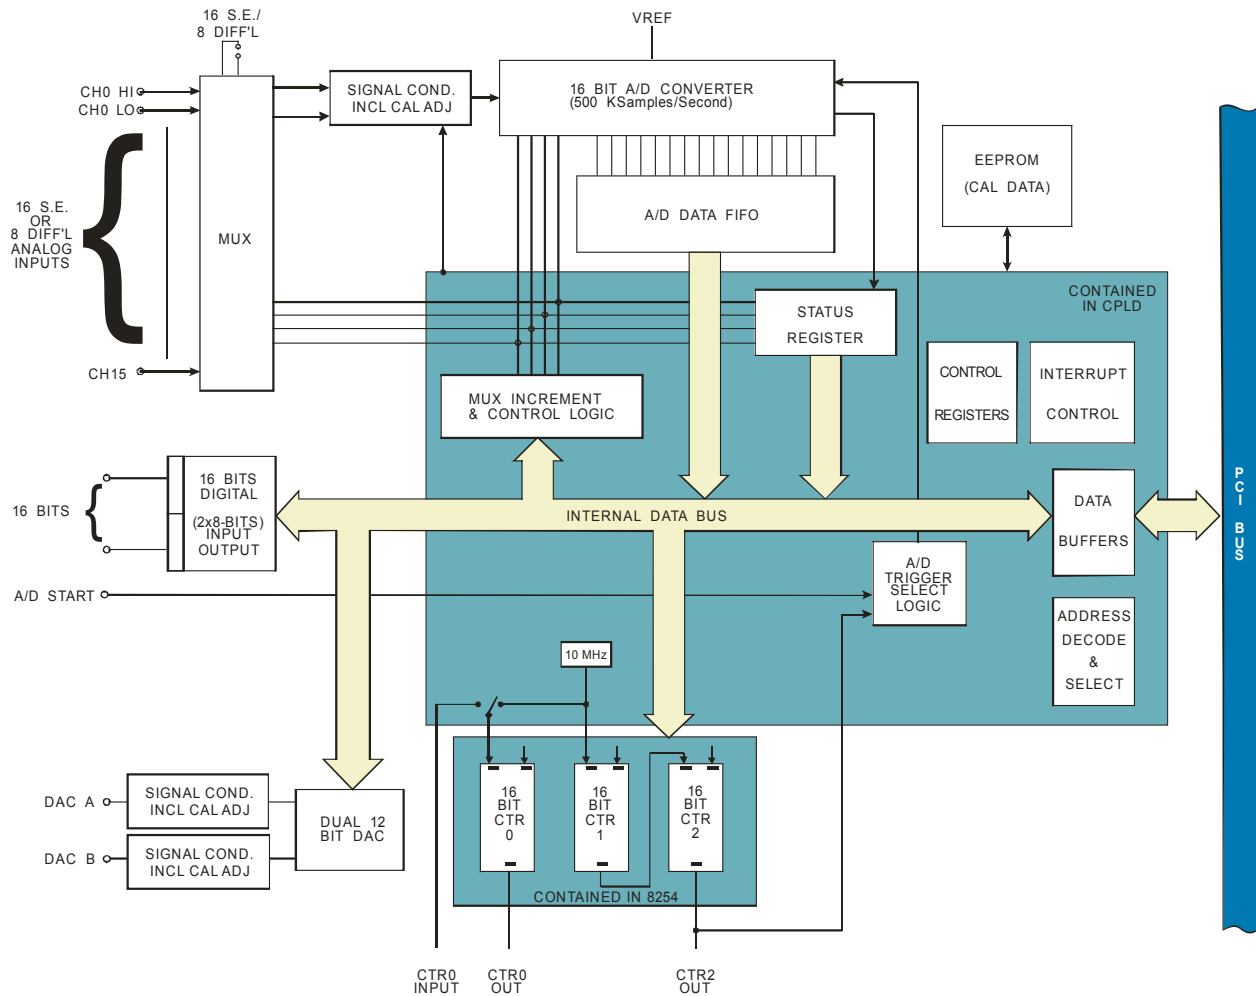 16 S.E./
8 DIFF'L
VREF
CH0 HI
CH0 LO
SIGNAL COND.
INCL CAL ADJ
16 BIT A/D CONVERTER
(500 KSamples/Second)
EEPROM
(CAL DATA)
16 S.E.
OR
8 DIFF'L
ANALOG
INPUTS
MUX
A/D DATA FIFO
CONTAINED
IN CPLD
STATUS
REGISTER
CH15
MUX INCREMENT
& CONTROL LOGIC
CONTROL
REGISTERS
INTERRUPT
CONTROL
16 BITS
16 BITS
DIGITAL
(2x8-BITS)
INPUT
OUTPUT
INTERNAL DATA BUS
DATA
BUFFERS
PCI BUS
A/D START
A/D
TRIGGER
SELECT
LOGIC
ADDRESS
DECODE
&
SELECT
10 MHz
16
BIT
CTR
0
16
BIT
CTR
1
16
BIT
CTR
2
CONTAINED IN 8254
DAC A
SIGNAL COND.
INCL CAL ADJ
DUAL 12
BIT DAC
DAC B
SIGNAL COND.
INCL CAL ADJ
CTR0
INPUT
CTR0
OUT
CTR2
OUT